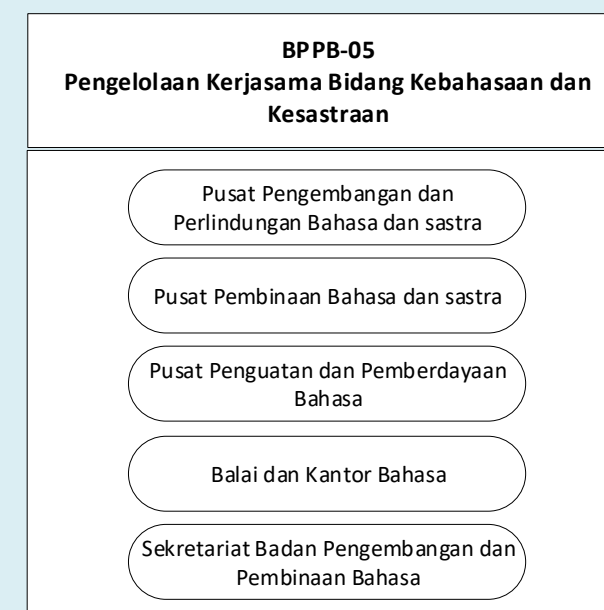 BPPB-05
Pengelolaan Kerjasama Bidang Kebahasaan dan
Kesastraan
Pusat Pengembangan dan
Perlindungan Bahasa dan sastra
Pusat Pembinaan Bahasa dan sastra
Pusat Penguatan dan Pemberdayaan
Bahasa
Balai dan Kantor Bahasa
Sekretariat Badan Pengembangan dan
Pembinaan Bahasa